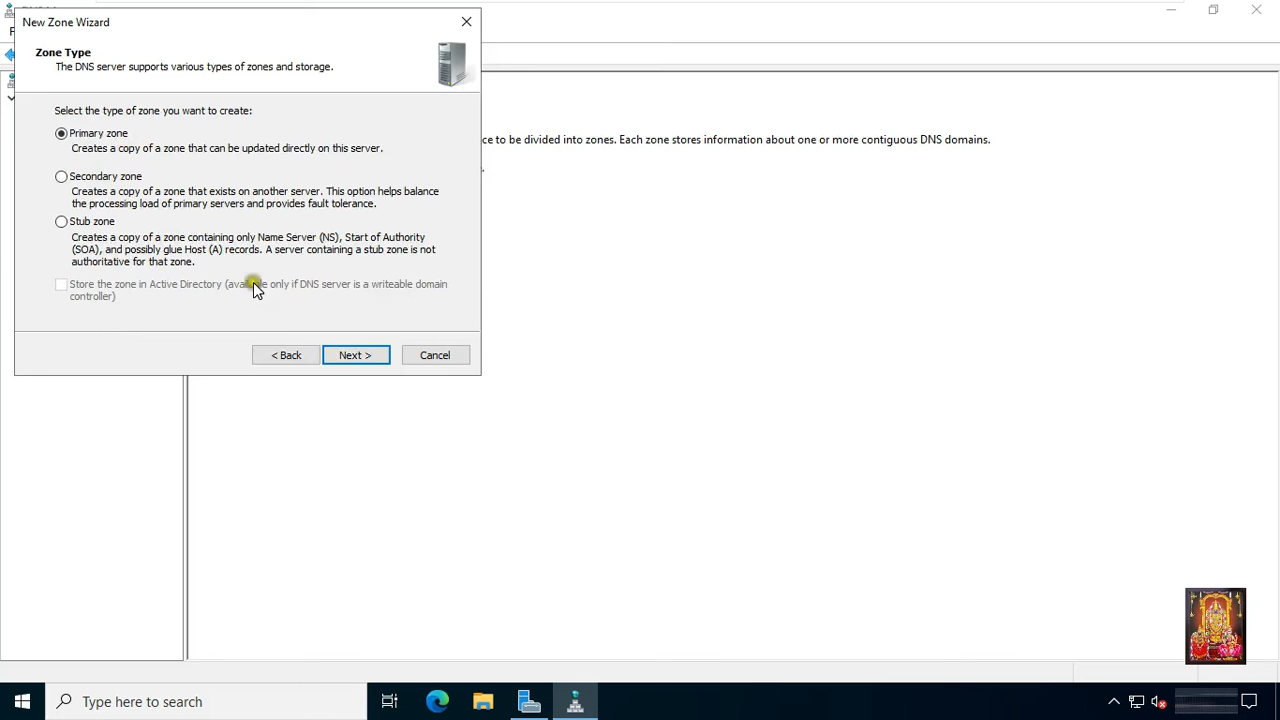 New Zone Wizard
Zone Type
The DNS server supports various types of zones and storage.
Select the type of zone you want to create:
Primary zone
Creates a copy of a zone that can be updated directly on this server.
Secondary zone
Creates a copy of a zone that exists on another server. This option helps balance
the processing load of primary servers and provides fault tolerance.
Stub zone
Creates a copy of a zone containing only Name Server (NS), Start of Authority
(SOA), and possibly glue Host (A) records. A server containing a stub zone is not
authoritative for that zone.
Store the zone in Active Directory (available only if DNS server is a writeable domain
controller)
< Back
Next >
Cancel
ce to be divided into zones. Each zone stores information about one or more contiguous DNS domains.
Type here to search